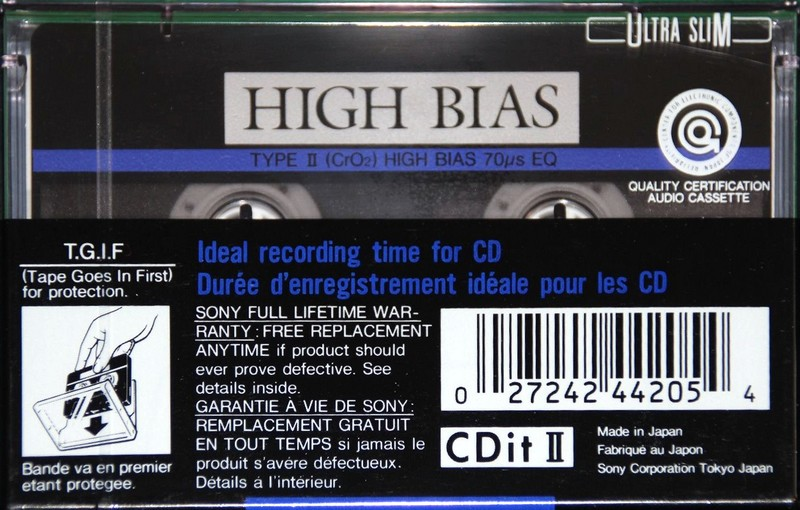 ULTRA SLIM
HIGH BIAS
TYPE II (CrO2) HIGH BIAS 70µs EQ
QUALITY CERTIFICATION
AUDIO CASSETTE
T.G.I.F
(Tape Goes In First)
for protection.
Bande va en premier
etant protegee.
Ideal recording time for CD
Durée d'enregistrement idéale pour les CD
SONY FULL LIFETIME WAR-
RANTY: FREE REPLACEMENT
ANYTIME if product should
ever prove defective. See
details inside.
GARANTIE À VIE DE SONY:
REMPLACEMENT GRATUIT
EN TOUT TEMPS si jamais le
produit s'avére défectueux.
Détails á l'intérieur.
0 27242 44205 4
CDit II
Made in Japan
Fabriqué au Japon
Sony Corporation Tokyo Japan